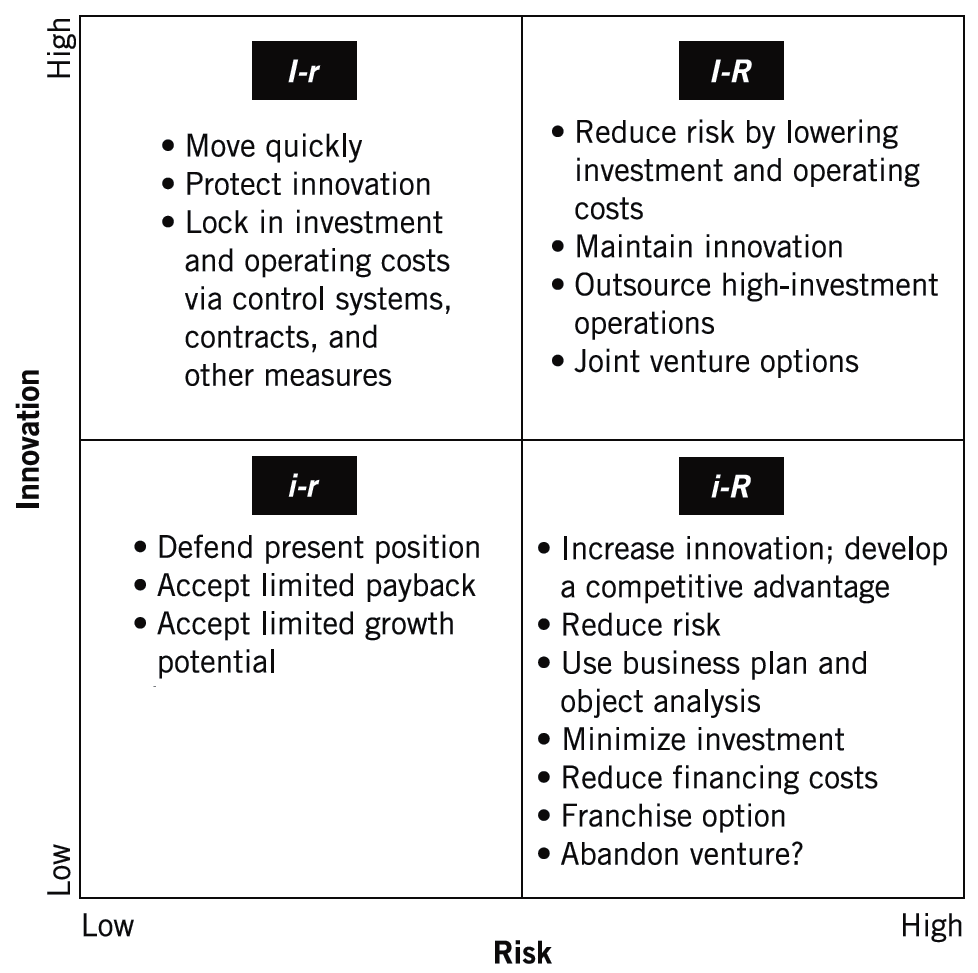 High
I-r
• Move quickly
• Protect innovation
• Lock in investment
and operating costs
via control systems,
contracts, and
other measures
I-R
• Reduce risk by lowering
investment and operating
costs
• Maintain innovation
• Outsource high-investment
operations
• Joint venture options
Innovation
i-r
• Defend present position
• Accept limited payback
• Accept limited growth
potential
i-R
• Increase innovation; develop
a competitive advantage
• Reduce risk
• Use business plan and
object analysis
• Minimize investment
• Reduce financing costs
• Franchise option
• Abandon venture?
Low
Low
High
Risk